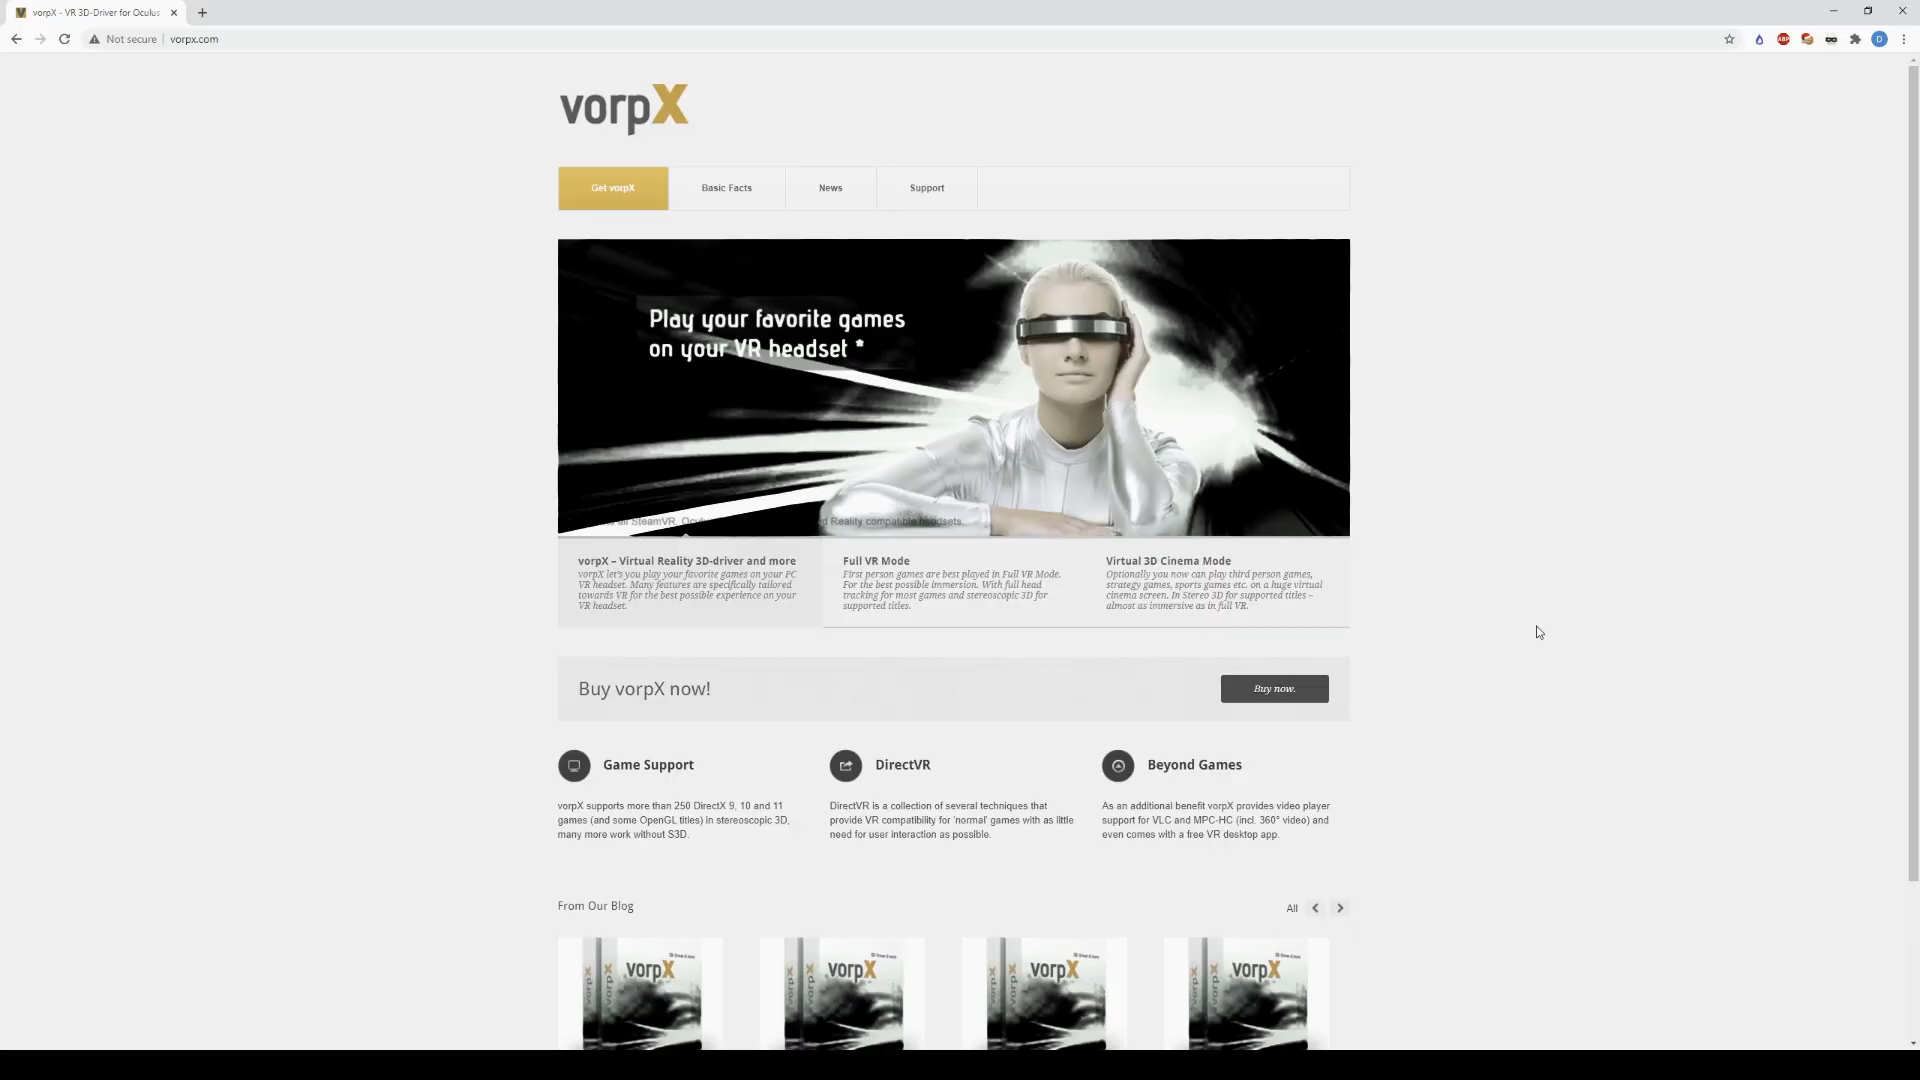 vorpX - VR 3D-Driver for Oculus
Not secure
vorpx.com
ABP
D
vorpX
Get vorpX
Basic Facts
News
Support
Play your favorite games
on your VR headset *
all SteamVR, Reality compatible headsets.
vorpX – Virtual Reality 3D-driver and more
vorpX let's you play your favorite games on your PC
VR headset. Many features are specifically tailored
towards VR for the best possible experience on your
VR headset.
Full VR Mode
First person games are best played in Full VR Mode.
For the best possible immersion. With full head
tracking for most games and stereoscopic 3D for
supported titles.
Virtual 3D Cinema Mode
Optionally you now can play third person games,
strategy games, sports games etc. on a huge virtual
cinema screen. In Stereo 3D for supported titles –
almost as immersive as in full VR.
Buy vorpX now!
Buy now.
Game Support
vorpX supports more than 250 DirectX 9, 10 and 11
games (and some OpenGL titles) in stereoscopic 3D,
many more work without S3D.
DirectVR
DirectVR is a collection of several techniques that
provide VR compatibility for 'normal' games with as little
need for user interaction as possible.
Beyond Games
As an additional benefit vorpX provides video player
support for VLC and MPC-HC (incl. 360° video) and
even comes with a free VR desktop app.
From Our Blog
All
vorpX
vorpX
vorpX
vorpX